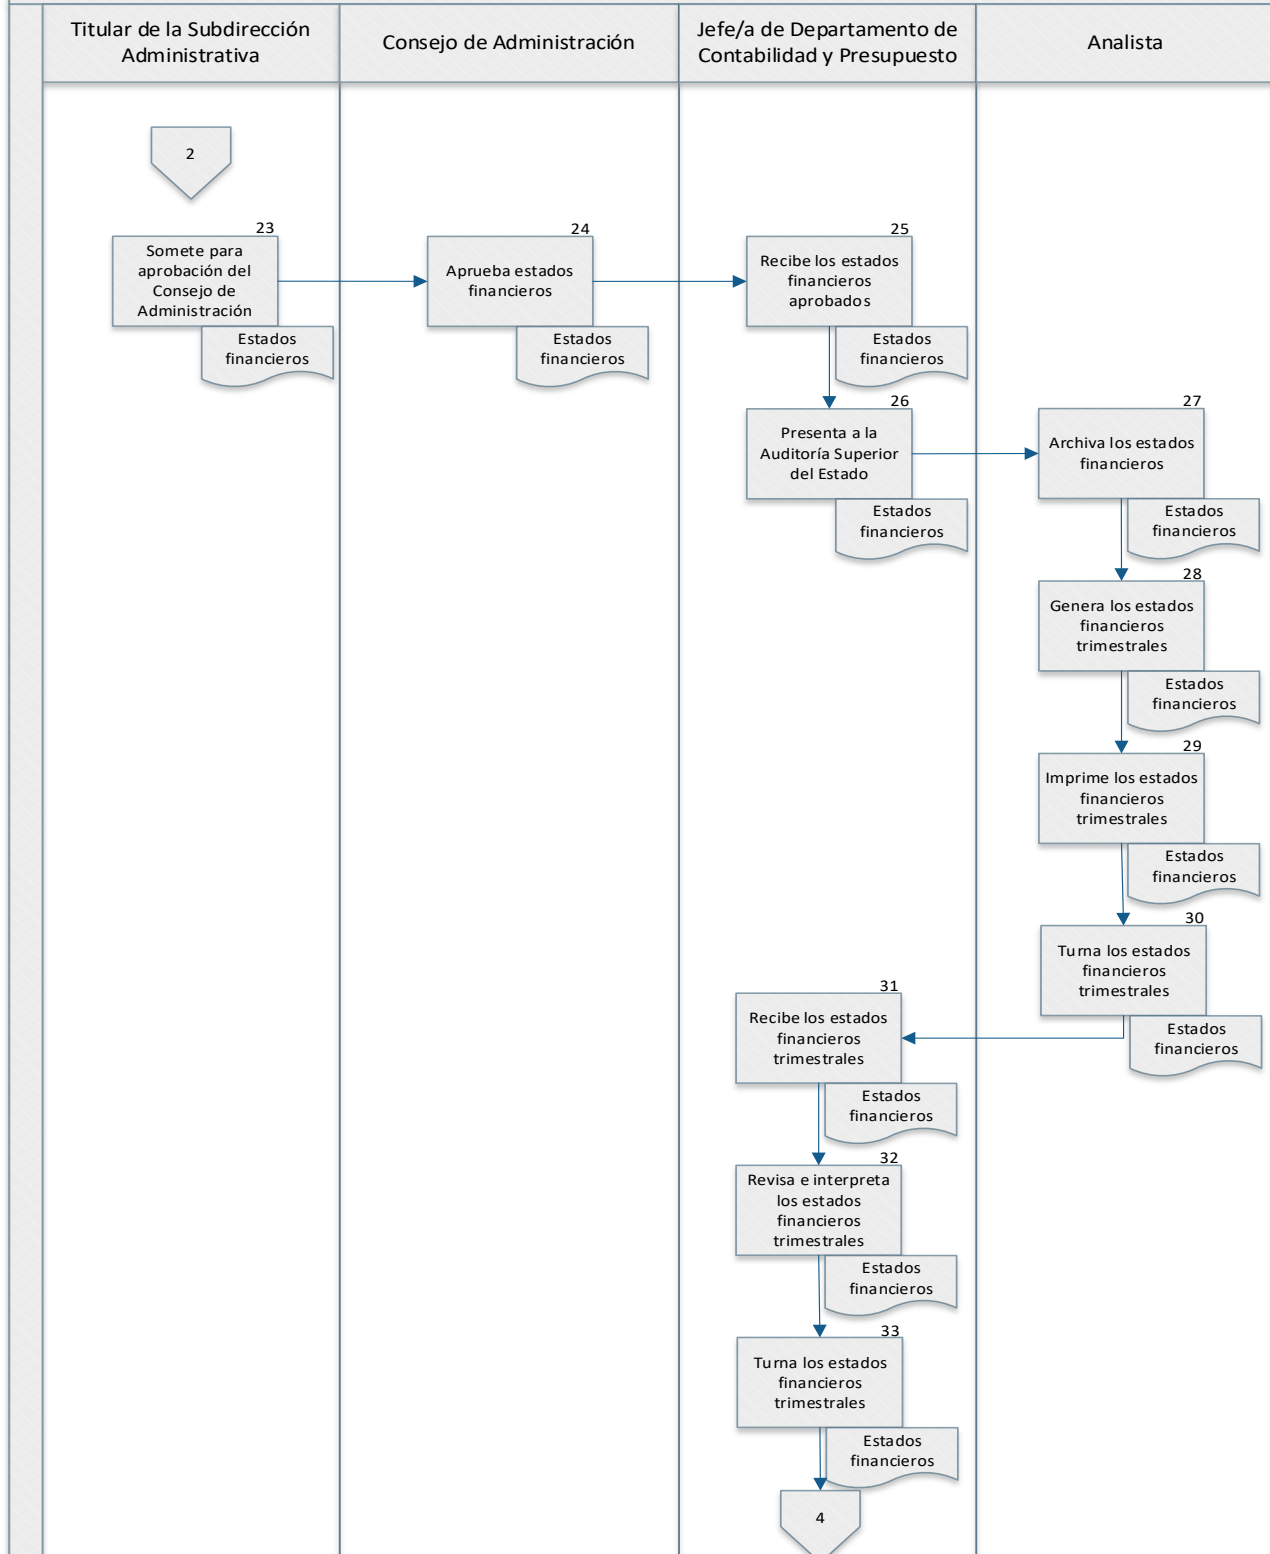 Titular de la Subdirección
Administrativa
Consejo de Administración
Jefe/a de Departamento de
Contabilidad y Presupuesto
Analista
2
23
Somete para
aprobación del
Consejo de
Administración
Estados
financieros
24
Aprueba estados
financieros
Estados
financieros
25
Recibe los estados
financieros
aprobados
Estados
financieros
26
Presenta a la
Auditoría Superior
del Estado
Estados
financieros
27
Archiva los estados
financieros
Estados
financieros
28
Genera los estados
financieros
trimestrales
Estados
financieros
29
Imprime los estados
financieros
trimestrales
Estados
financieros
30
Turna los estados
financieros
trimestrales
Estados
financieros
31
Recibe los estados
financieros
trimestrales
Estados
financieros
32
Revisa e interpreta
los estados
financieros
trimestrales
Estados
financieros
33
Turna los estados
financieros
trimestrales
Estados
financieros
4